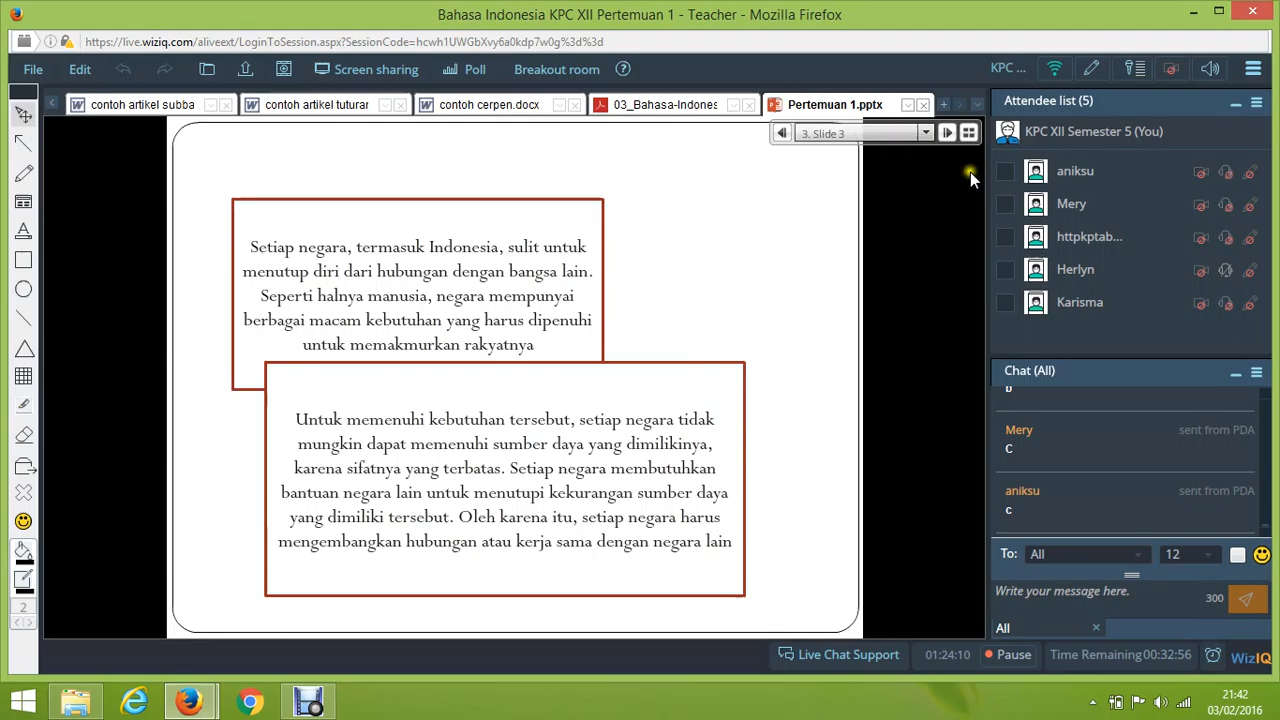 Bahasa Indonesia KPC XII Pertemuan 1 - Teacher - Mozilla Firefox
https://live.wiziq.com/aliveext/LoginToSession.aspx?SessionCode=hcwh1UWGbXvy6a0kdp7w0g%3d%3d
File Edit Screen sharing Poll Breakout room KPC ...
contoh artikel subba contoh artikel tuturar contoh cerpen.docx 03_Bahasa-Indones Pertemuan 1.pptx
3. Slide 3
Setiap negara, termasuk Indonesia, sulit untuk
menutup diri dari hubungan dengan bangsa lain.
Seperti halnya manusia, negara mempunyai
berbagai macam kebutuhan yang harus dipenuhi
untuk memakmurkan rakyatnya
Untuk memenuhi kebutuhan tersebut, setiap negara tidak
mungkin dapat memenuhi sumber daya yang dimilikinya,
karena sifatnya yang terbatas. Setiap negara membutuhkan
bantuan negara lain untuk menutupi kekurangan sumber daya
yang dimiliki tersebut. Oleh karena itu, setiap negara harus
mengembangkan hubungan atau kerja sama dengan negara lain
2
Attendee list (5)
KPC XII Semester 5 (You)
aniksu
Mery
httpkptab...
Herlyn
Karisma
Chat (All)
b
Mery sent from PDA
C
aniksu sent from PDA
c
To: All 12
Write your message here. 300
All
Live Chat Support 01:24:10 Pause Time Remaining 00:32:56 WizIQ
21:42
03/02/2016